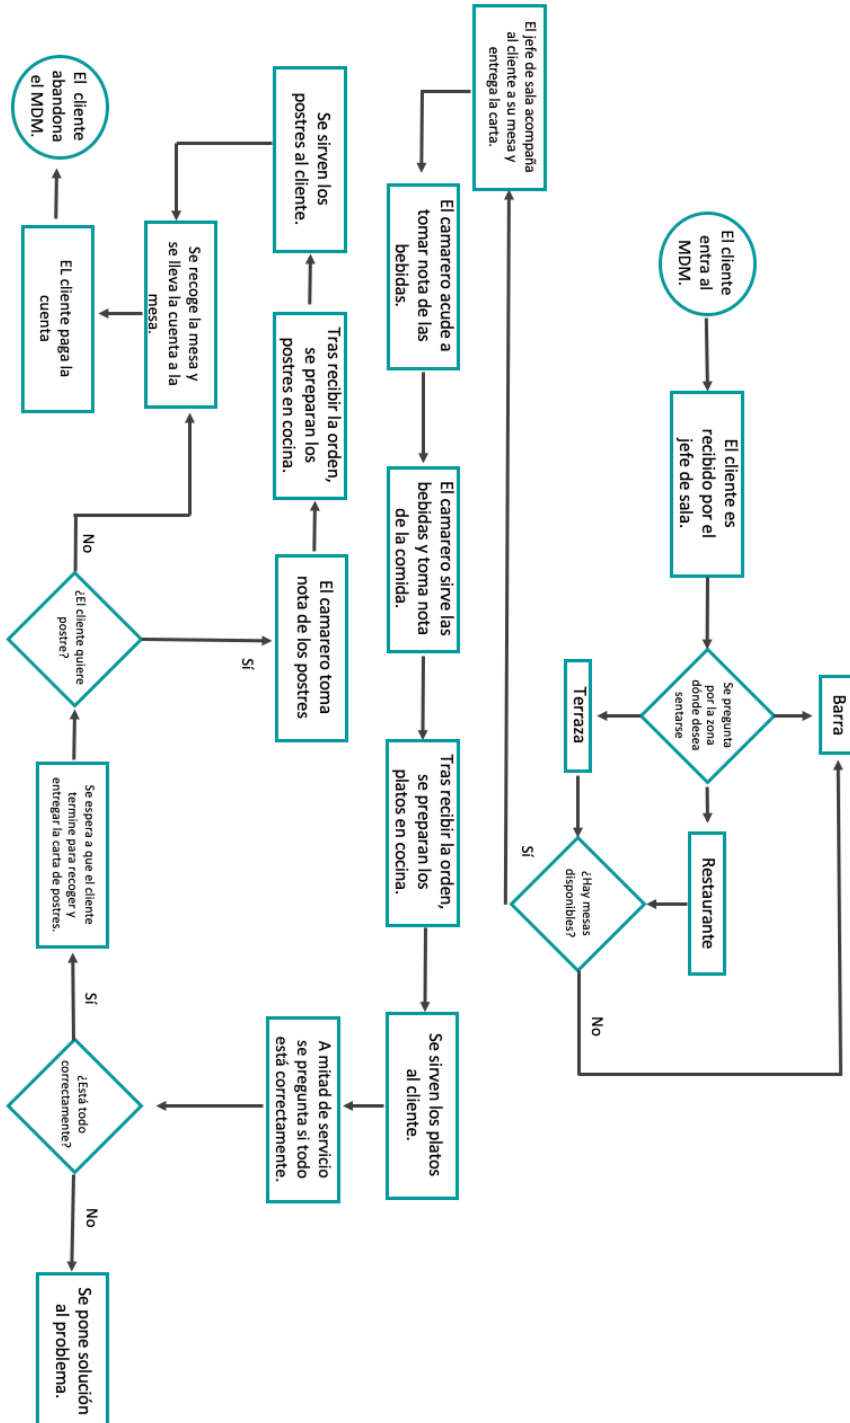 El cliente
entra al
MDM.
El cliente es
recibido por el
jefe de sala.
Se pregunta
por la zona
dónde desea
sentarse
Barra
Terraza
Restaurante
¿Hay mesas
disponibles?
No
Sí
El jefe de sala acompaña
al cliente a su mesa y
entrega la carta.
El camarero acude a
tomar nota de las
bebidas.
El camarero sirve las
bebidas y toma nota
de la comida.
Tras recibir la orden,
se preparan los
platos en cocina.
Se sirven los platos
al cliente.
A mitad de servicio
se pregunta si todo
está correctamente.
¿Está todo
correctamente?
No
Se pone solución
al problema.
Sí
Se espera a que el cliente
termine para recoger y
entregar la carta de postres.
¿El cliente quiere
postre?
Sí
El camarero toma
nota de los postres
Tras recibir la orden,
se preparan los
postres en cocina.
Se sirven los
postres al cliente.
No
Se recoge la mesa y
se lleva la cuenta a la
mesa.
EL cliente paga la
cuenta
El cliente
abandona
el MDM.